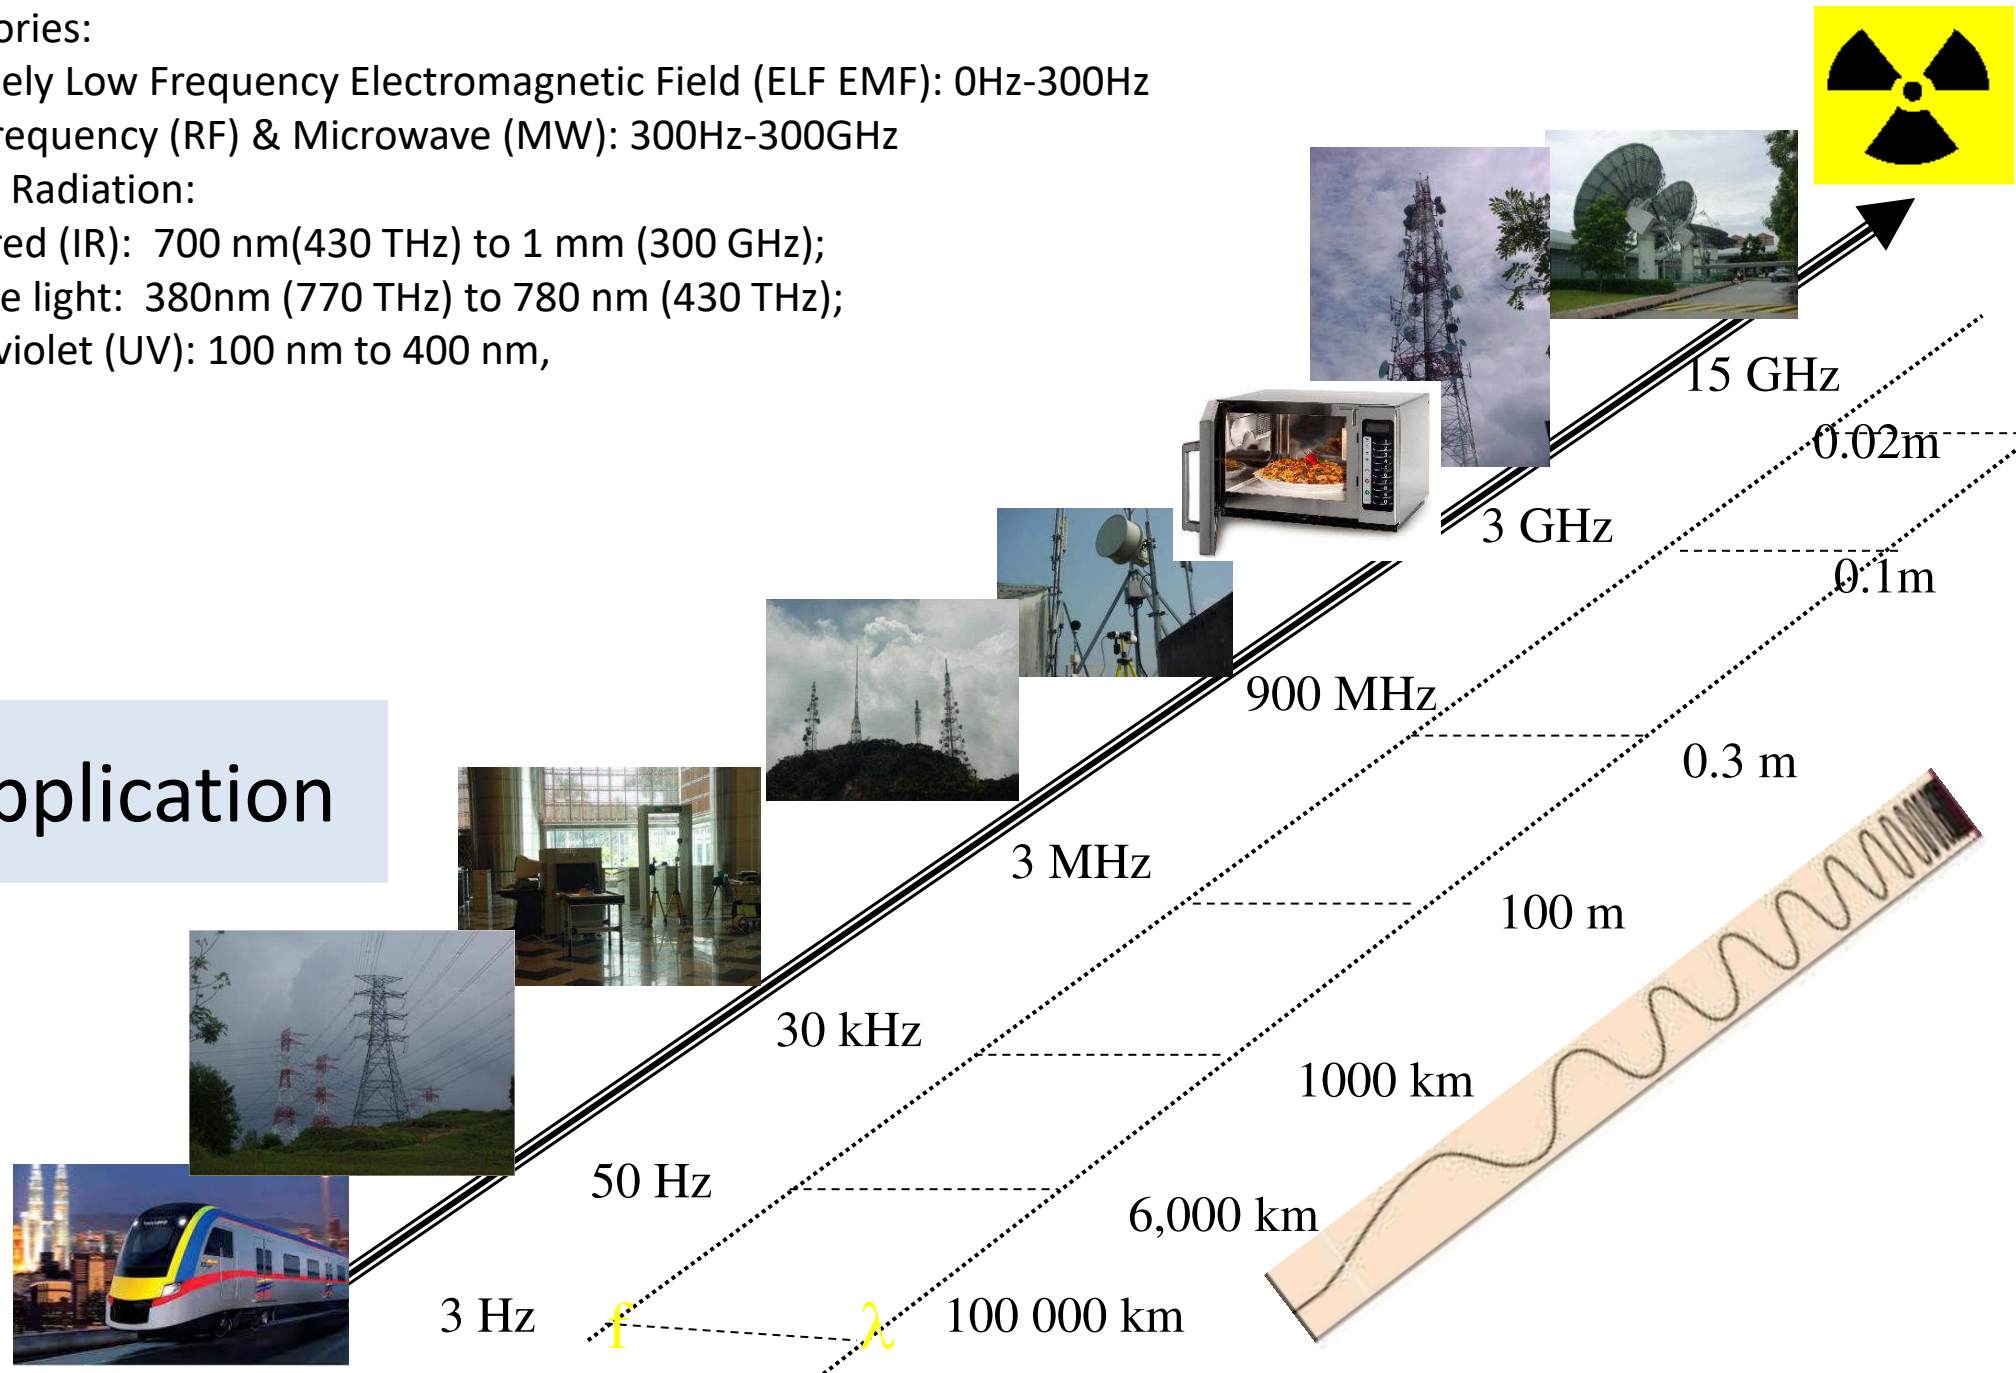 ories:
ely Low Frequency Electromagnetic Field (ELF EMF): 0Hz-300Hz
requency (RF) & Microwave (MW): 300Hz-300GHz
Radiation:
red (IR):  700 nm(430 THz) to 1 mm (300 GHz);
e light:  380nm (770 THz) to 780 nm (430 THz);
violet (UV): 100 nm to 400 nm,
15 GHz
0.02m
3 GHz
0.1m
900 MHz
0.3 m
pplication
3 MHz
100 m
30 kHz
1000 km
50 Hz
6,000 km
3 Hz
f
λ
100 000 km